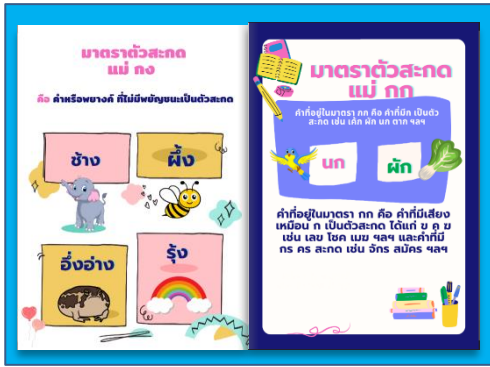 มาตราตัวสะกด
แม่ กง
คือ คำหรือพยางค์ ที่ไม่มีพยัญชนะเป็นตัวสะกด
ช้าง
ผึ้ง
อึ่งอ่าง
รุ้ง
มาตราตัวสะกด
แม่ กก
คำที่อยู่ในมาตรา กก คือ คำที่มีก เป็นตัว
สะกด เช่น เค้ก ผัก นก ตาก ฯลฯ
นก
ผัก
คำที่อยู่ในมาตรา กก คือ คำที่มีเสียง
เหมือน ก เป็นตัวสะกด ได้แก่ ข ค ฆ
เช่น เลข โชค เมฆ ฯลฯ และคำที่มี
กร คร สะกด เช่น จักร สมัคร ฯลฯ